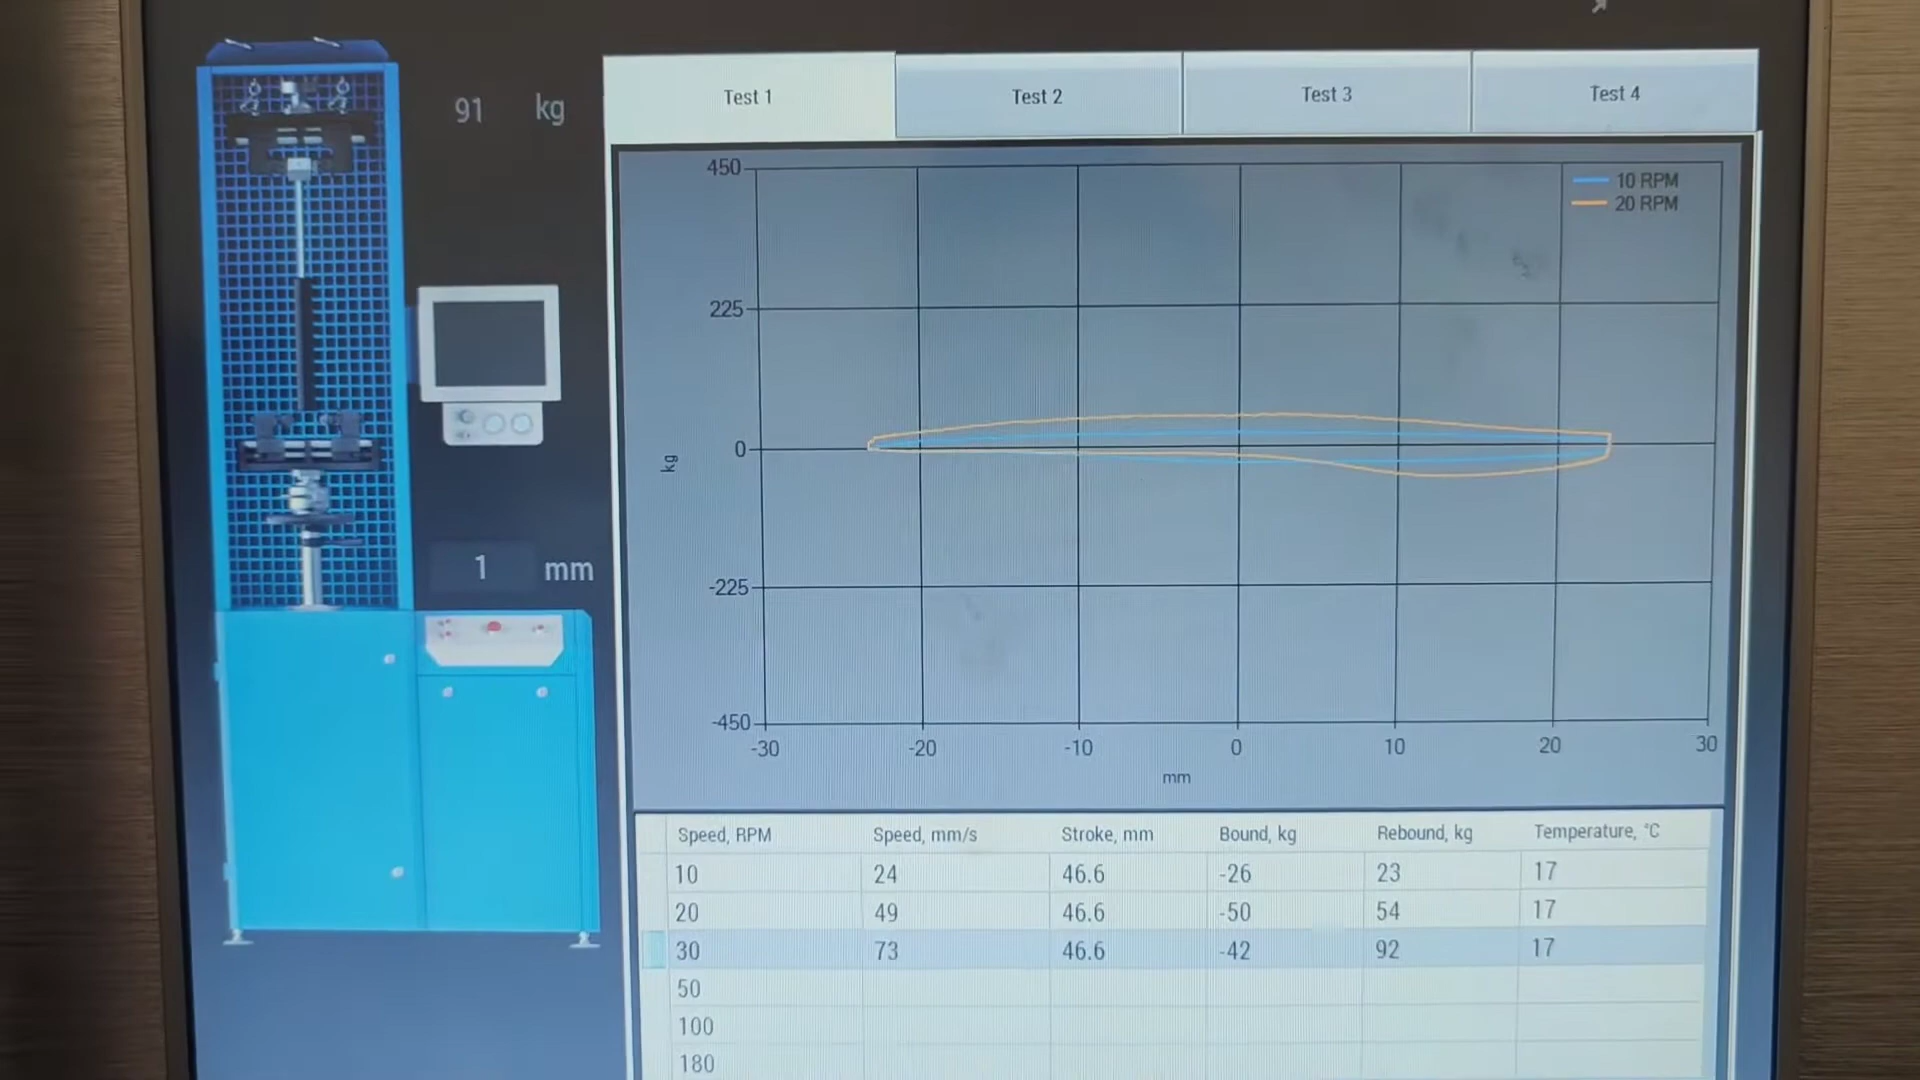 91 kg
1 mm
Test 1 Test 2 Test 3 Test 4
10 RPM
20 RPM
450
225
0
-225
-450
kg
-30 -20 -10 0 10 20 30
mm
Speed, RPM Speed, mm/s Stroke, mm Bound, kg Rebound, kg Temperature, °C
10 24 46.6 -26 23 17
20 49 46.6 -50 54 17
30 73 46.6 -42 92 17
50
100
180